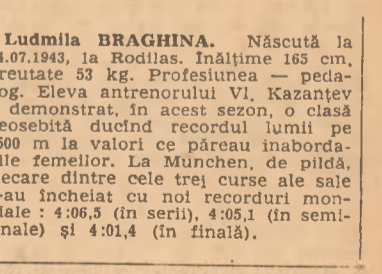 Ludmila BRAGHINA. Născută la
4.07.1943, la Rodilas. Înălțime 165 cm,
reutate 53 kg. Profesiunea — peda-
og. Eleva antrenorului Vl. Kazanțev
demonstrat, în acest sezon, o clasă
eosebită ducînd recordul lumii pe
500 m la valori ce păreau inaborda-
ile femeilor. La Munchen, de pildă,
iecare dintre cele trei curse ale sale
-au încheiat cu noi recorduri mon-
iale : 4:06,5 (în serii), 4:05,1 (în semi-
nale) și 4:01,4 (în finală).